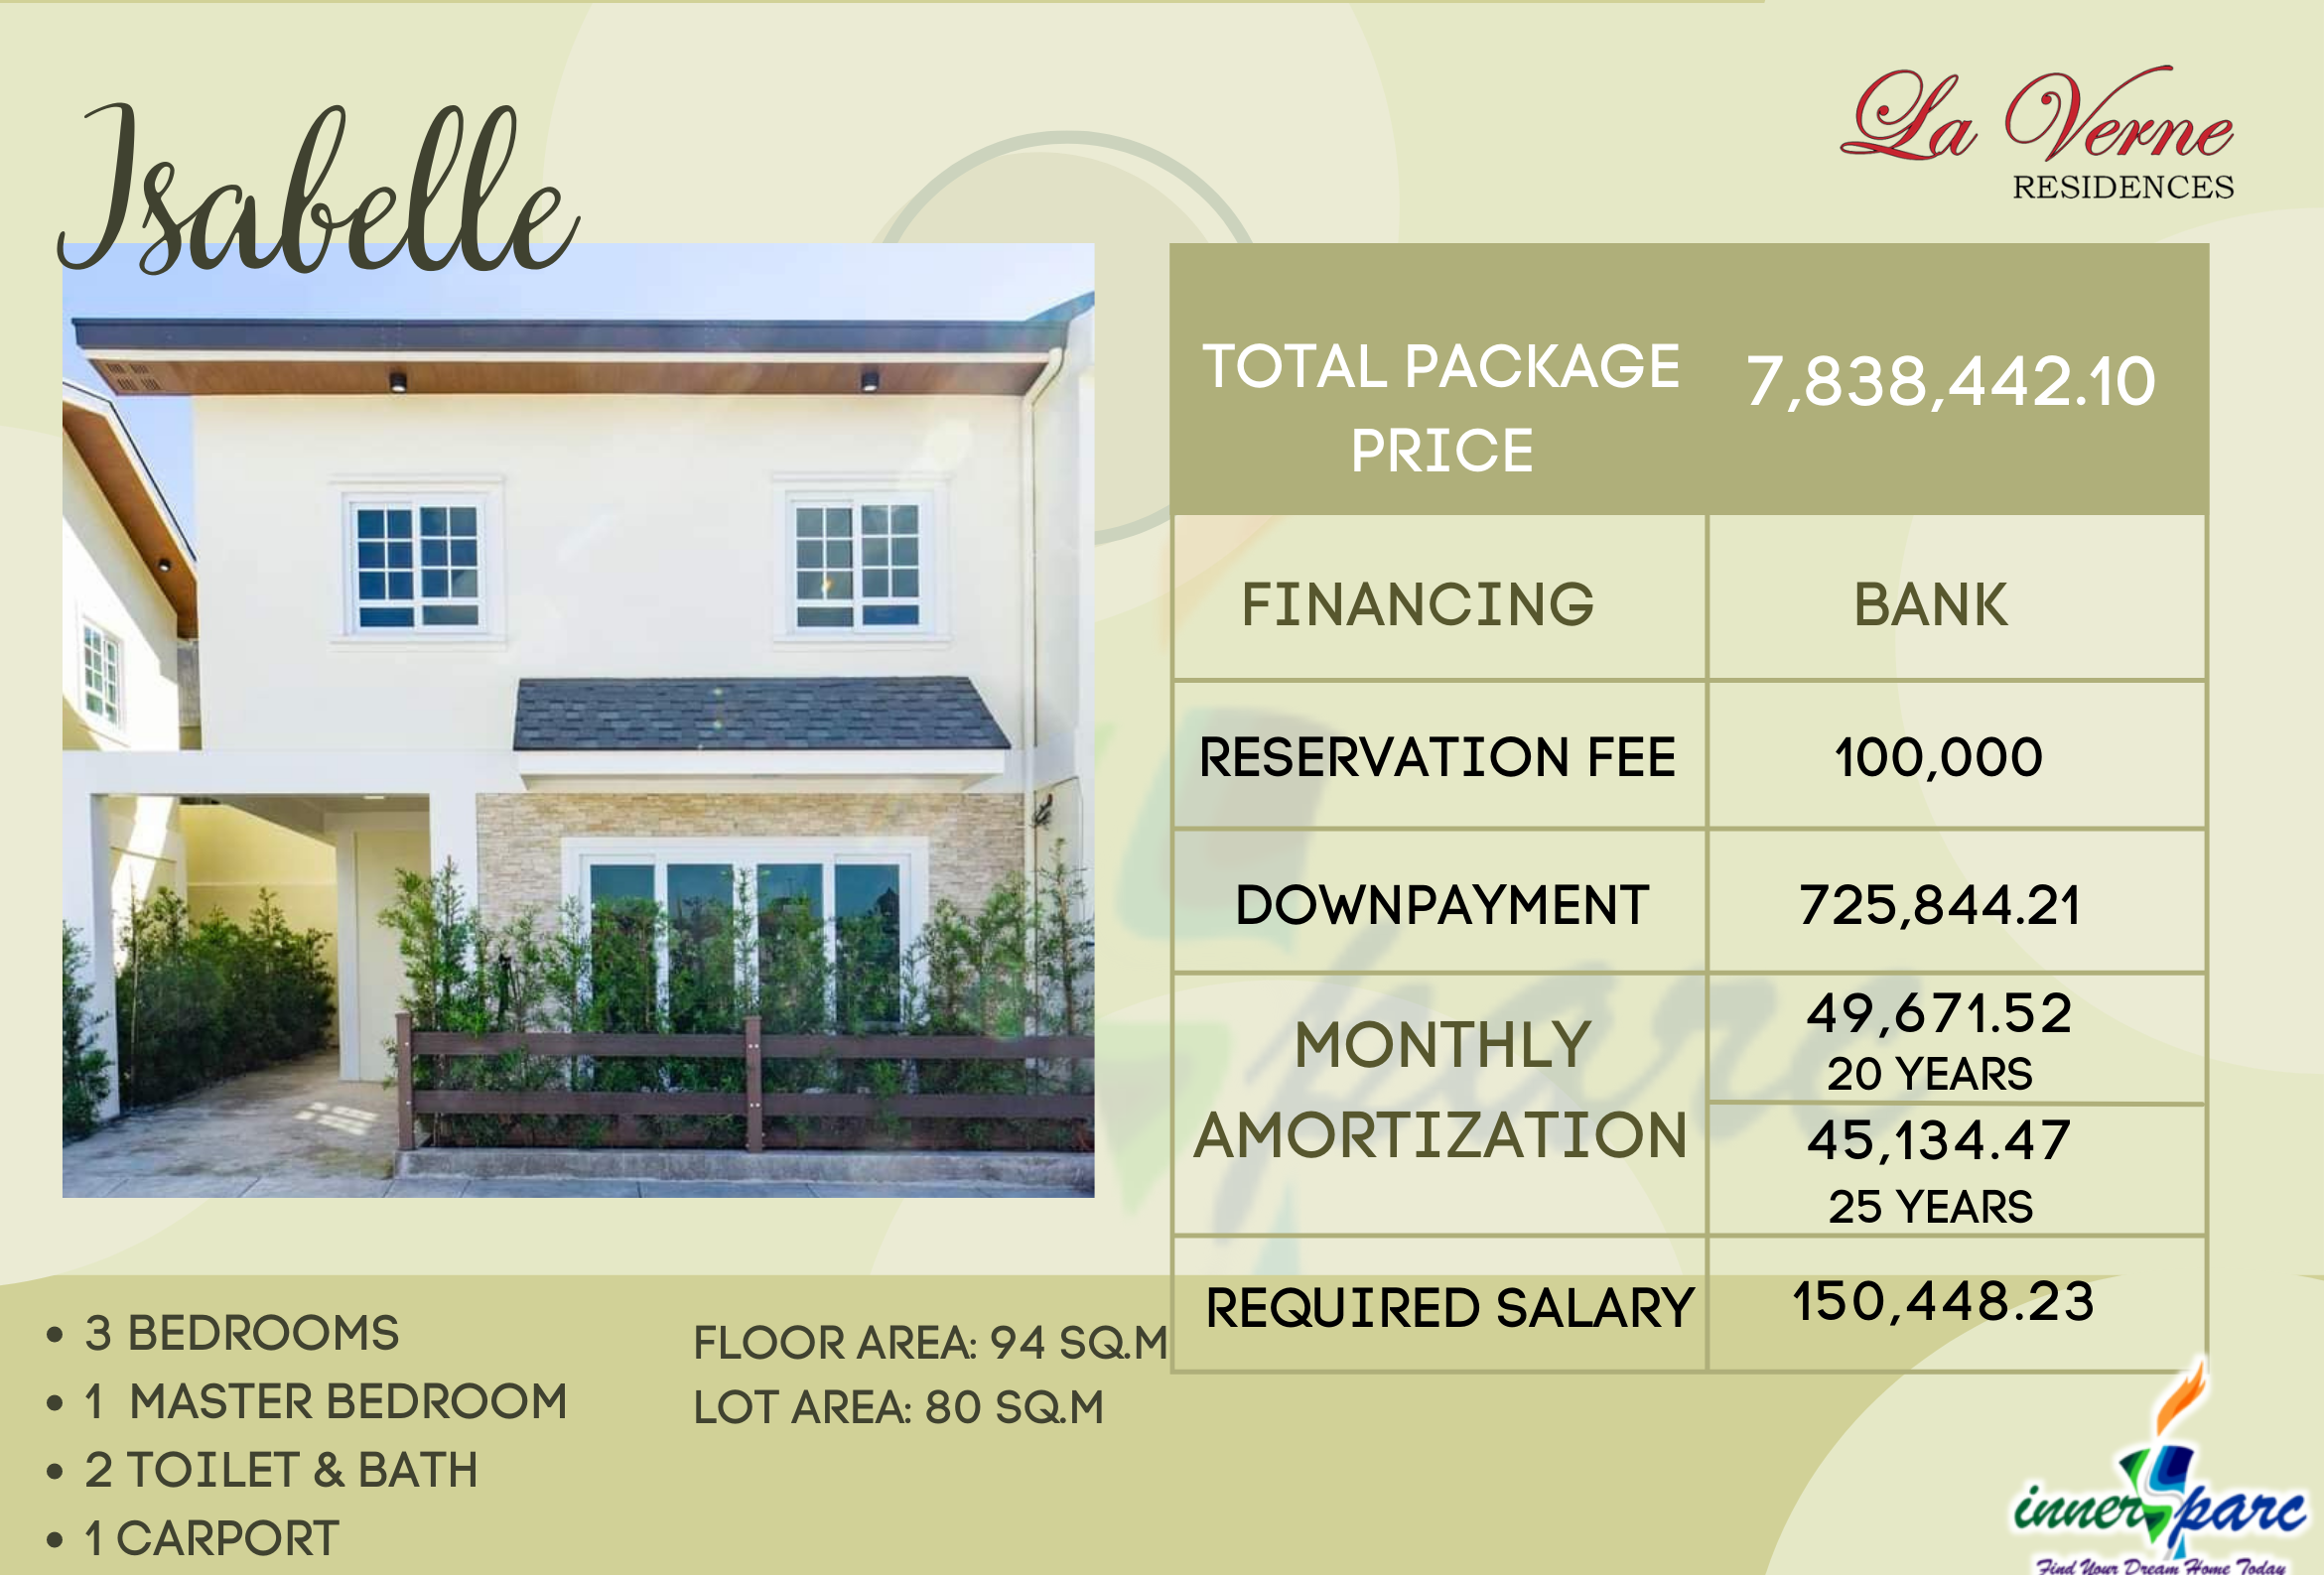 Isabelle
La Verne
RESIDENCES
TOTAL PACKAGE
PRICE
7,838,442.10
FINANCING
BANK
RESERVATION FEE
100,000
DOWNPAYMENT
725,844.21
MONTHLY
AMORTIZATION
49,671.52
20 YEARS
45,134.47
25 YEARS
REQUIRED SALARY
150,448.23
• 3 BEDROOMS
• 1 MASTER BEDROOM
• 2 TOILET & BATH
• 1 CARPORT
FLOOR AREA: 94 SQ.M
LOT AREA: 80 SQ.M
inner parc
Find Your Dream Home Today
parc